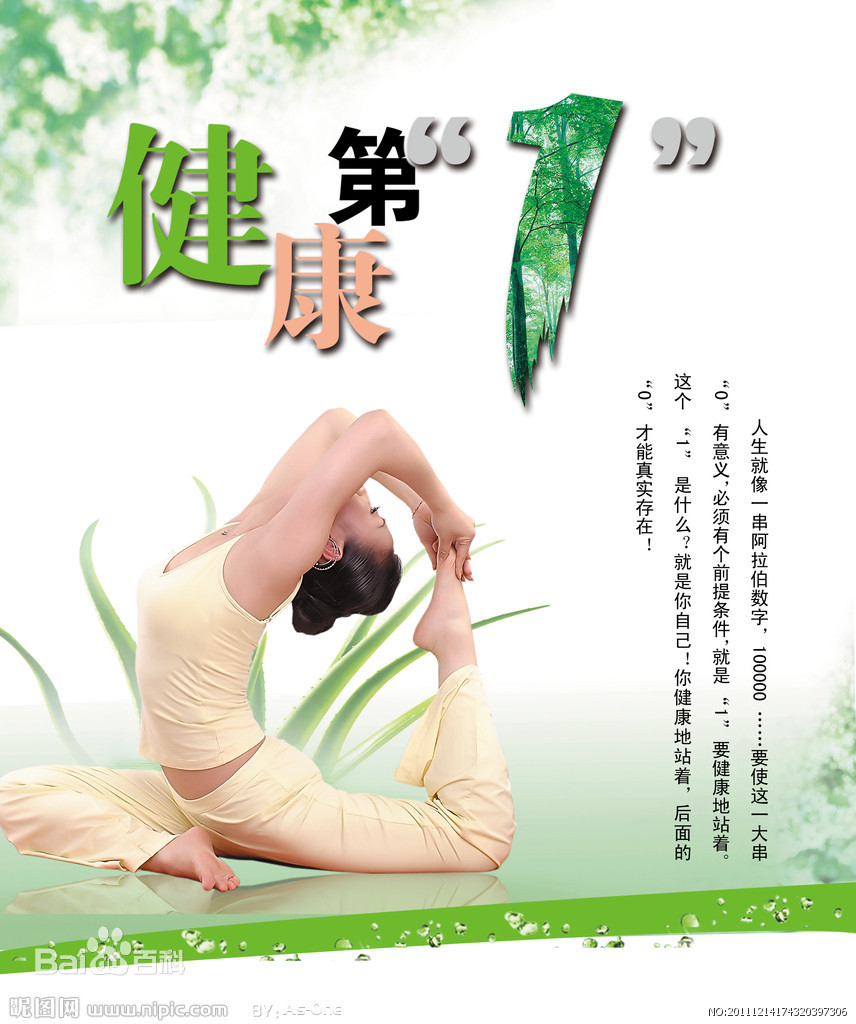 健康第“1”
人生就像一串阿拉伯数字，100000 ……要使这一大串
“0”有意义，必须有个前提条件，就是“1”要健康地站着。
这个“1”是什么？就是你自己！你健康地站着，后面的
“0”才能真实存在！
Bai百科
昵图网 www.nipic.com BY: As-One
NO:20111214174320397306